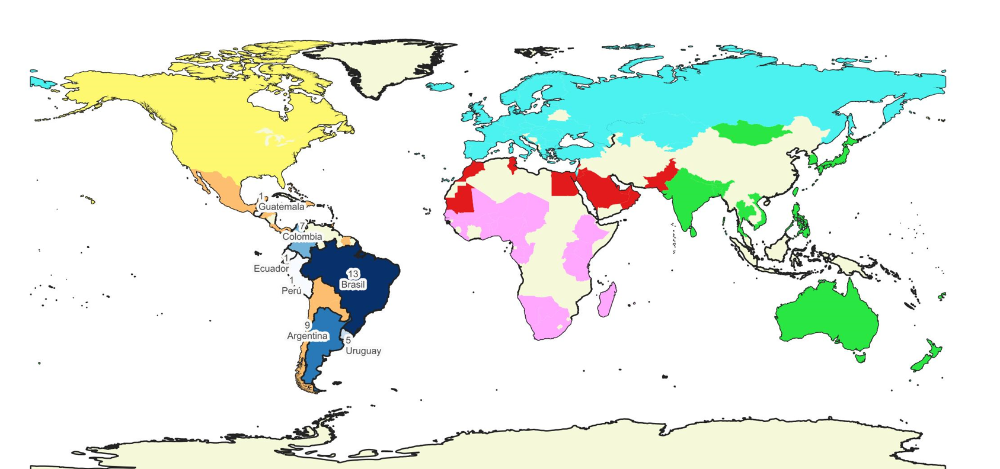 1
Guatemala
7
Colombia
1
Ecuador
13
Brasil
1
Perú
9
Argentina
5
Uruguay